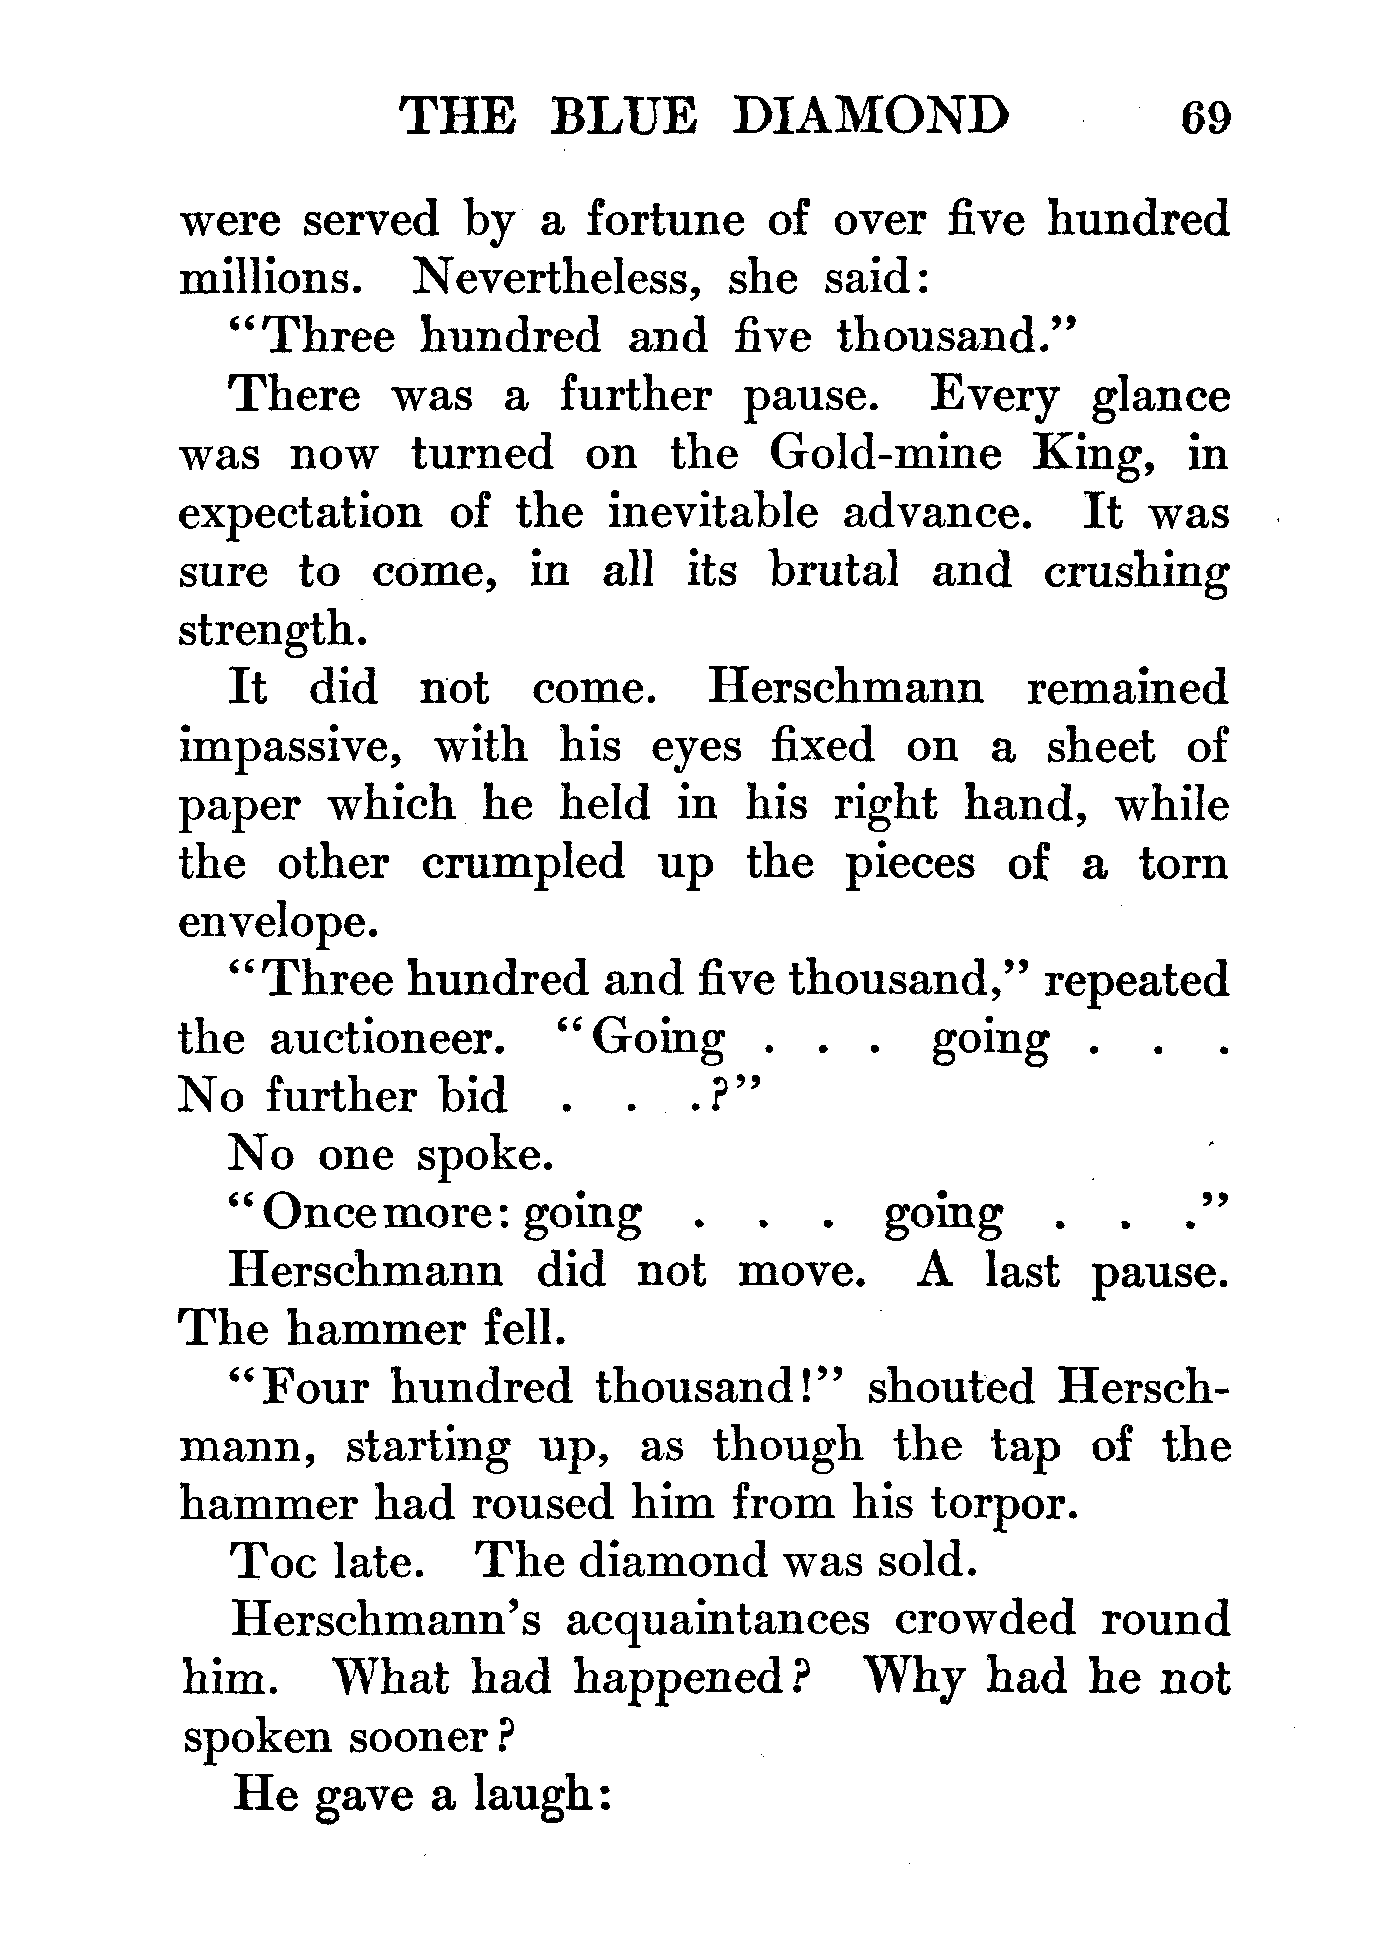 THE BLUE DIAMOND 69
were served by a fortune of over five hundred
millions. Nevertheless, she said:
“Three hundred and five thousand.”
There was a further pause. Every glance
was now turned on the Gold-mine King, in
expectation of the inevitable advance. It was
sure to come, in all its brutal and crushing
strength.
It did not come. Herschmann remained
impassive, with his eyes fixed on a sheet of
paper which he held in his right hand, while
the other crumpled up the pieces of a torn
envelope.
“Three hundred and five thousand,” repeated
the auctioneer. “Going . . . going . . .
No further bid . . .?”
No one spoke.
“Once more: going . . . going . . .”
Herschmann did not move. A last pause.
The hammer fell.
“Four hundred thousand!” shouted Hersch-
mann, starting up, as though the tap of the
hammer had roused him from his torpor.
Toc late. The diamond was sold.
Herschmann’s acquaintances crowded round
him. What had happened? Why had he not
spoken sooner?
He gave a laugh: